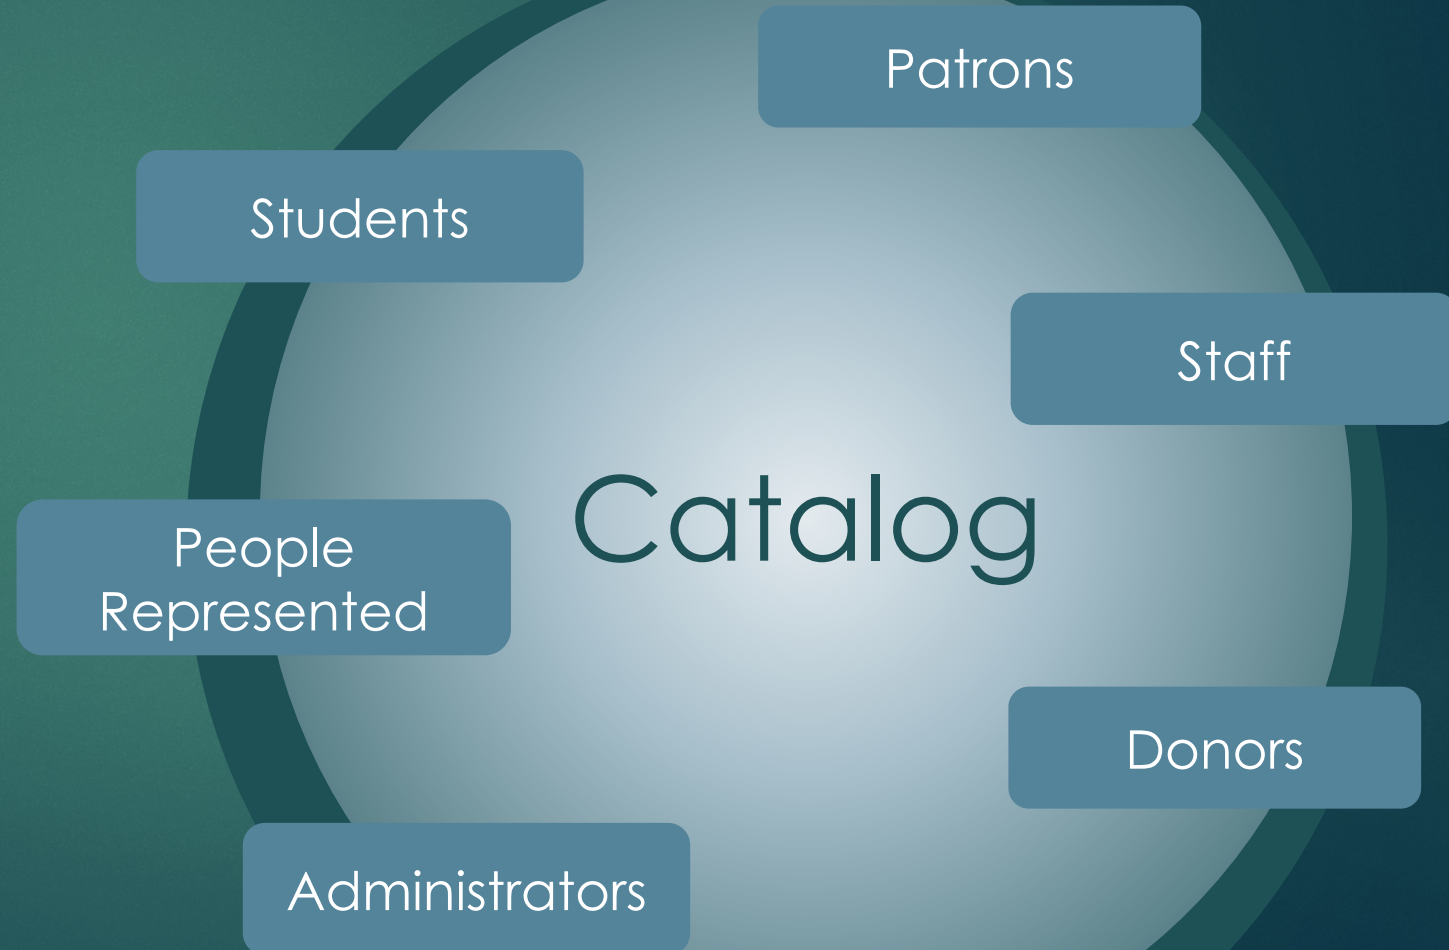 Patrons
Students
Staff
Catalog
People
Represented
Donors
Administrators